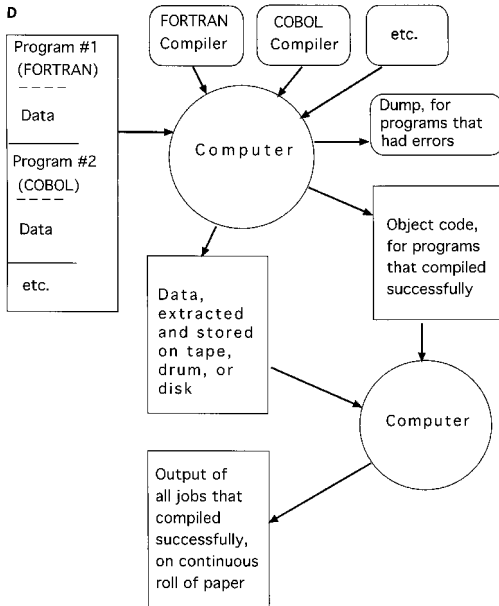 D
Program #1
(FORTRAN)
Data
Program #2
(COBOL)
Data
etc.
FORTRAN
Compiler
COBOL
Compiler
etc.
Computer
Dump, for
programs that
had errors
Object code,
for programs
that compiled
successfully
Data,
extracted
and stored
on tape,
drum, or
disk
Computer
Output of
all jobs that
compiled
successfully,
on continuous
roll of paper